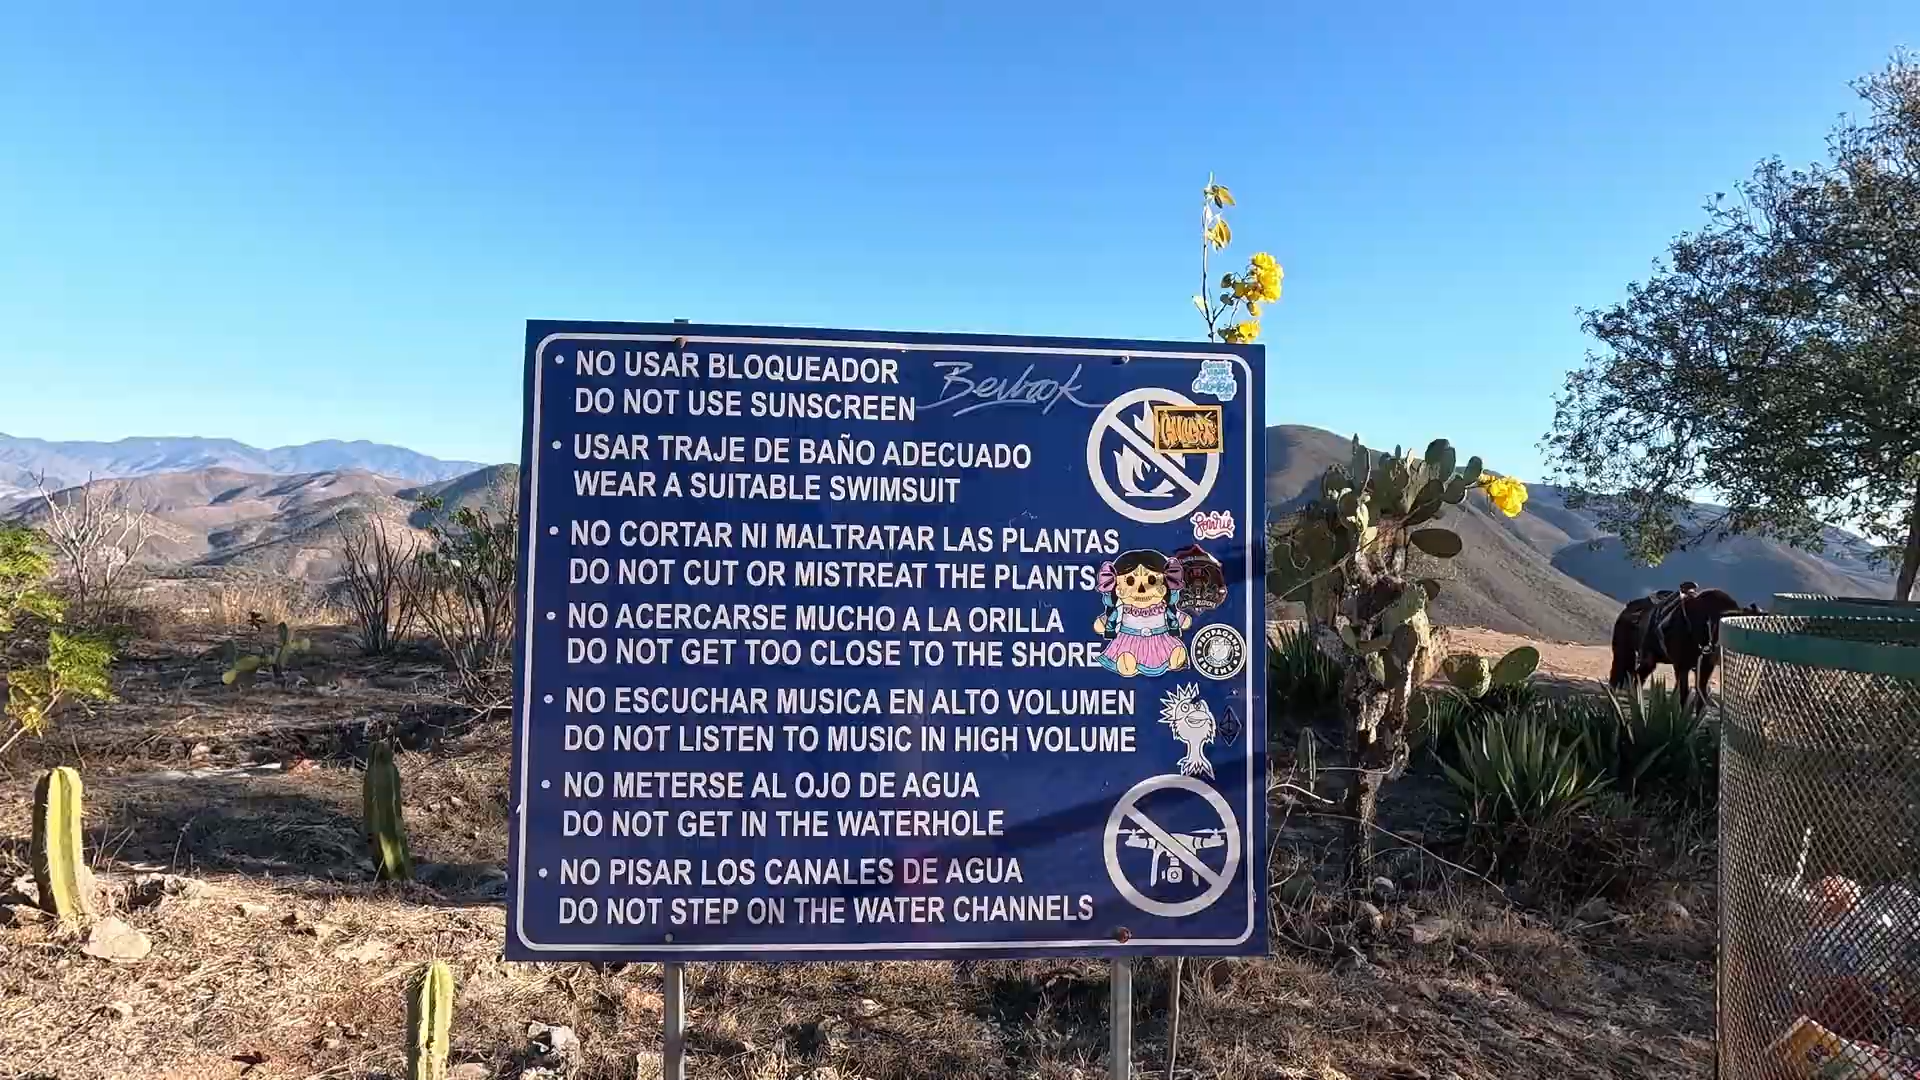 • NO USAR BLOQUEADOR
DO NOT USE SUNSCREEN
• USAR TRAJE DE BAÑO ADECUADO
WEAR A SUITABLE SWIMSUIT
• NO CORTAR NI MALTRATAR LAS PLANTAS
DO NOT CUT OR MISTREAT THE PLANTS
• NO ACERCARSE MUCHO A LA ORILLA
DO NOT GET TOO CLOSE TO THE SHORE
• NO ESCUCHAR MUSICA EN ALTO VOLUMEN
DO NOT LISTEN TO MUSIC IN HIGH VOLUME
• NO METERSE AL OJO DE AGUA
DO NOT GET IN THE WATERHOLE
• NO PISAR LOS CANALES DE AGUA
DO NOT STEP ON THE WATER CHANNELS
PROPAGANDA